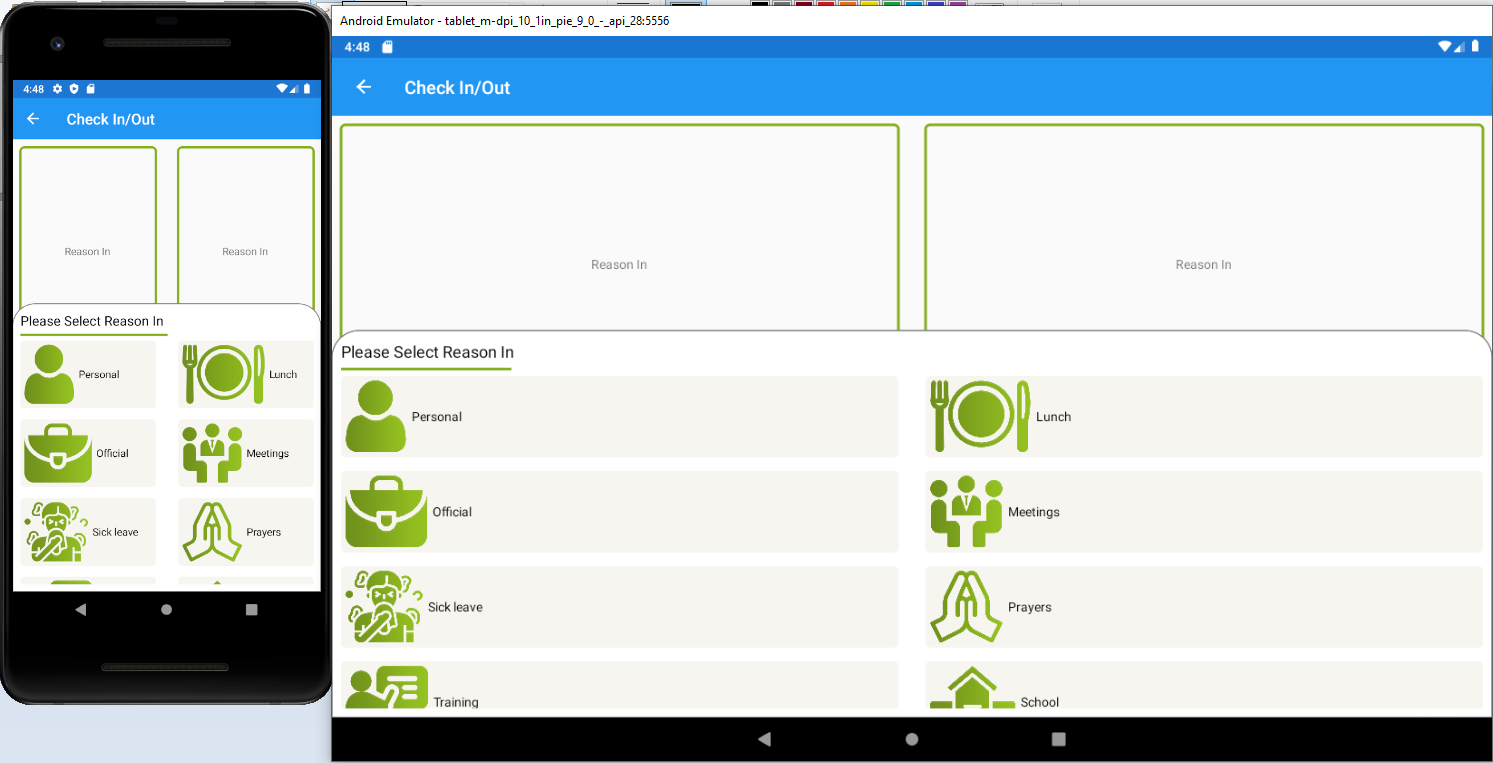 4:48
Check In/Out
Reason In
Reason In
Please Select Reason In
Personal
Lunch
Official
Meetings
Sick leave
Prayers
Android Emulator - tablet_m-dpi_10_1in_pie_9_0_-_api_28:5556
4:48
Check In/Out
Reason In
Reason In
Please Select Reason In
Personal
Lunch
Official
Meetings
Sick leave
Prayers
Training
School